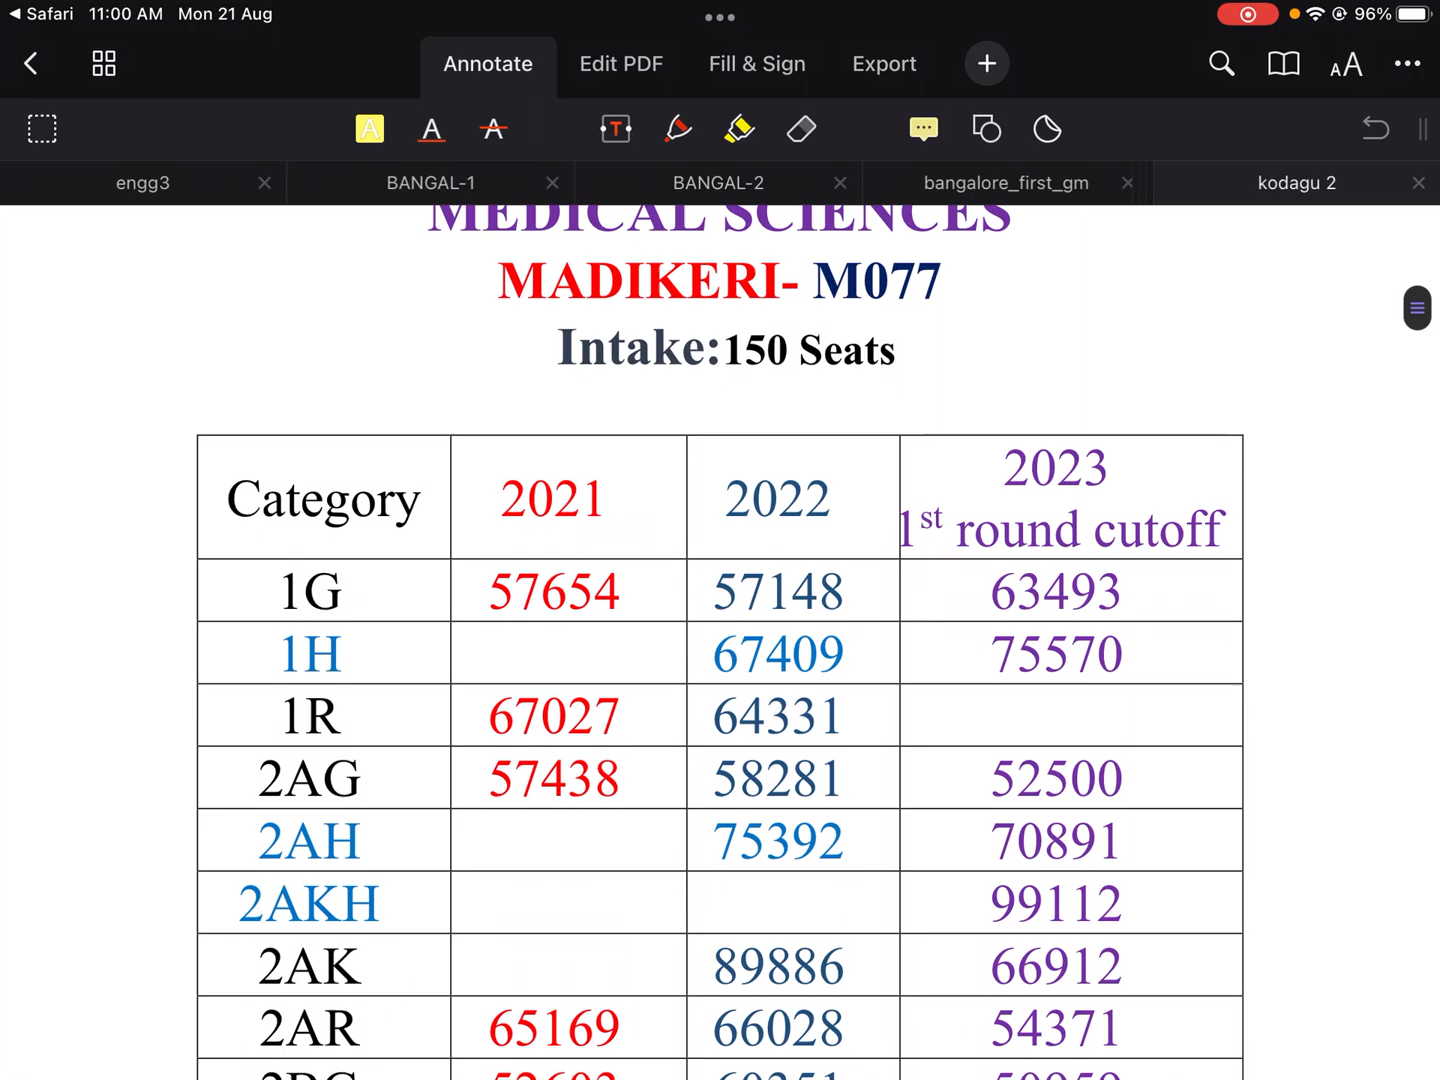 Safari 11:00 AM Mon 21 Aug 96%
Annotate Edit PDF Fill & Sign Export
engg3 BANGAL-1 BANGAL-2 bangalore_first_gm kodagu 2
MEDICAL SCIENCES
MADIKERI- M077
Intake:150 Seats
Category 2021 2022 2023
1st round cutoff
1G 57654 57148 63493
1H 67409 75570
1R 67027 64331
2AG 57438 58281 52500
2AH 75392 70891
2AKH 99112
2AK 89886 66912
2AR 65169 66028 54371